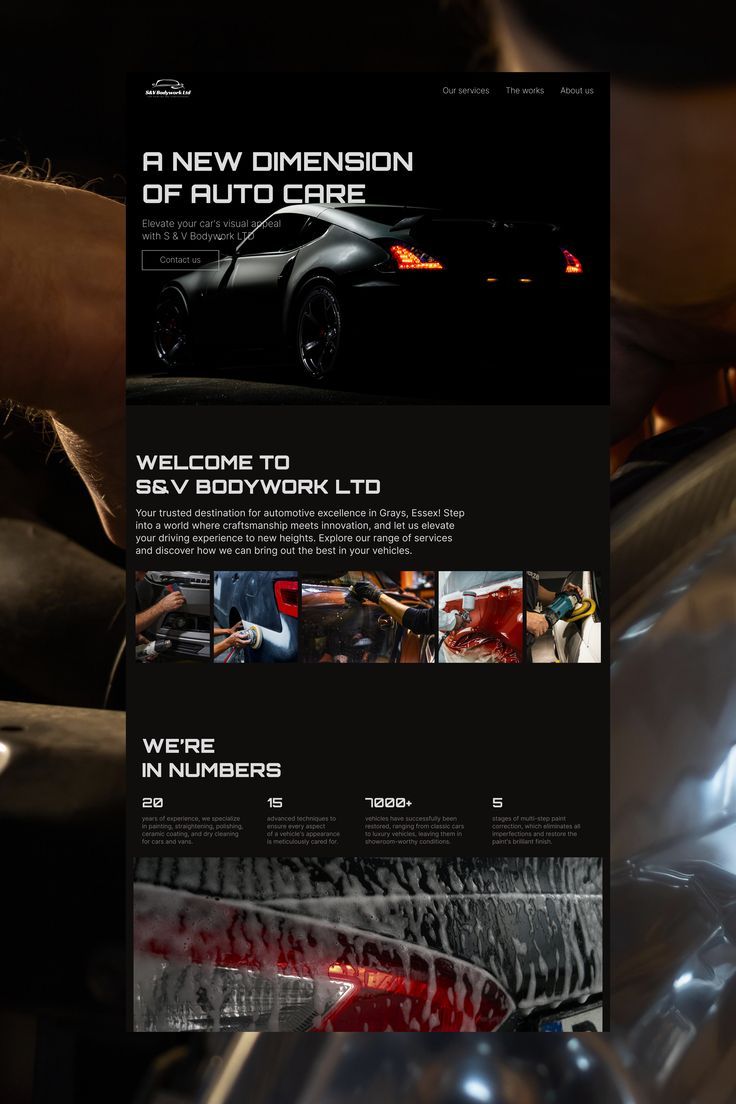 S&V Bodywork Ltd
Our services The works About us
A NEW DIMENSION
OF AUTO CARE
Elevate your car's visual appeal
with S & V Bodywork LTD
Contact us
WELCOME TO
S&V BODYWORK LTD
Your trusted destination for automotive excellence in Grays, Essex! Step
into a world where craftsmanship meets innovation, and let us elevate
your driving experience to new heights. Explore our range of services
and discover how we can bring out the best in your vehicles.
WE'RE
IN NUMBERS
20
years of experience, we specialize
in painting, straightening, polishing,
ceramic coating, and dry cleaning
for cars and vans.
15
advanced techniques to
ensure every aspect
of a vehicle's appearance
is meticulously cared for.
7000+
vehicles have successfully been
restored, ranging from classic cars
to luxury vehicles, leaving them in
showroom-worthy conditions.
5
stages of multi-step paint
correction, which eliminates all
imperfections and restore the
paint's brilliant finish.